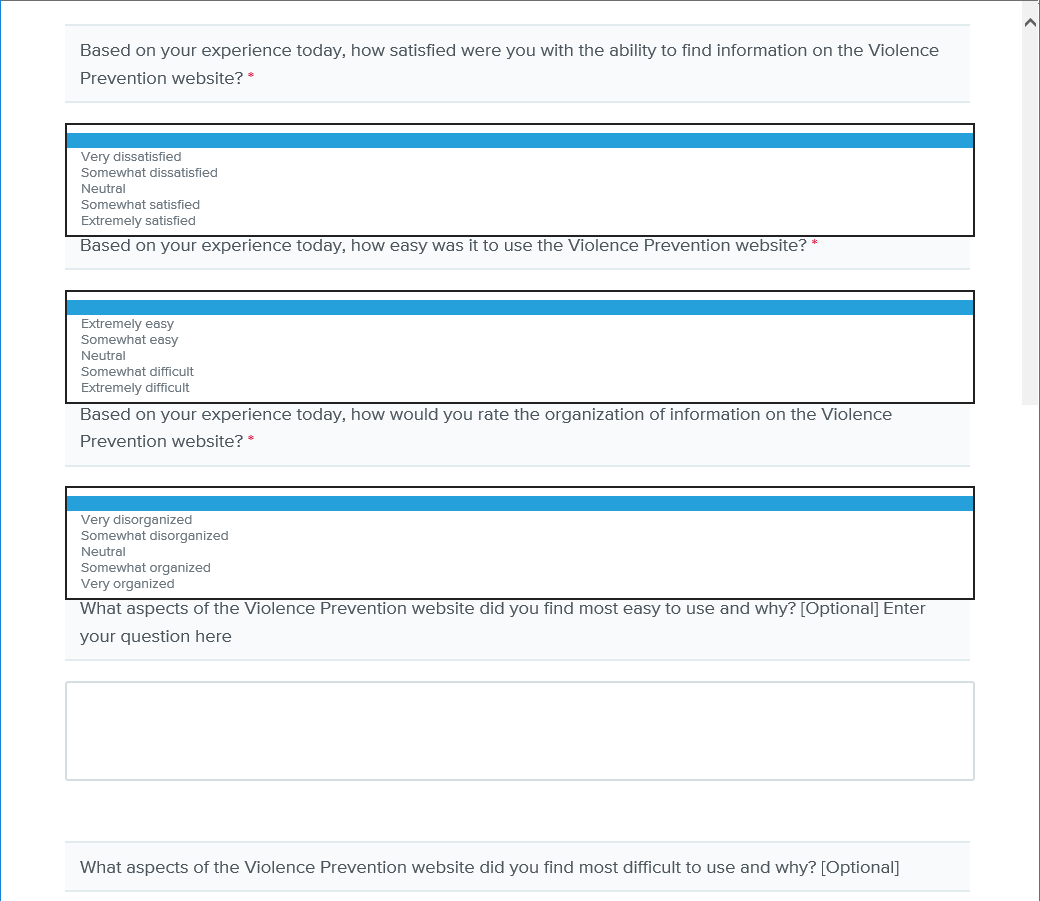 Based on your experience today, how satisfied were you with the ability to find information on the Violence
Prevention website? *
Very dissatisfied
Somewhat dissatisfied
Neutral
Somewhat satisfied
Extremely satisfied
Based on your experience today, how easy was it to use the Violence Prevention website? *
Extremely easy
Somewhat easy
Neutral
Somewhat difficult
Extremely difficult
Based on your experience today, how would you rate the organization of information on the Violence
Prevention website? *
Very disorganized
Somewhat disorganized
Neutral
Somewhat organized
Very organized
What aspects of the Violence Prevention website did you find most easy to use and why? [Optional] Enter
your question here
What aspects of the Violence Prevention website did you find most difficult to use and why? [Optional]